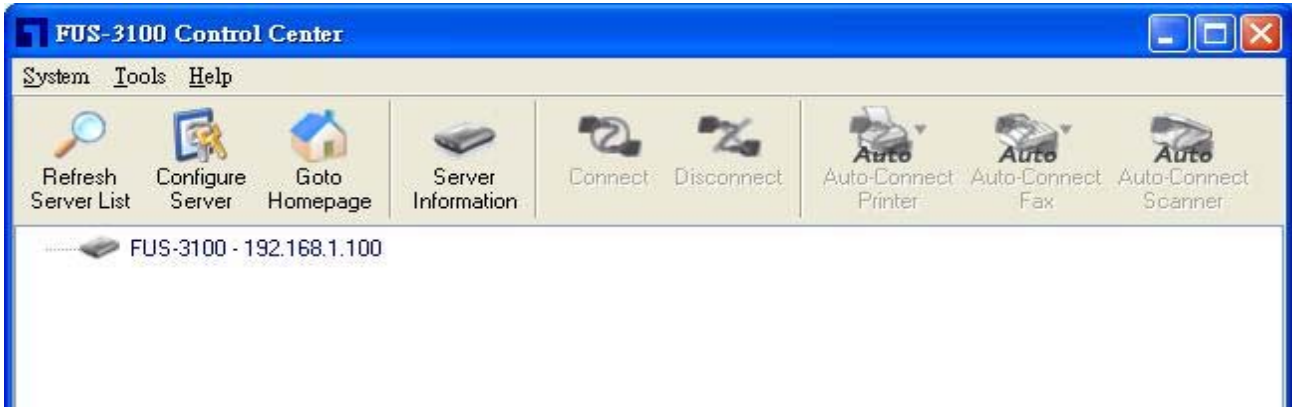 FUS-3100 Control Center
System Tools Help
Refresh Server List
Configure Server
Goto Homepage
Server Information
Connect
Disconnect
Auto
Auto-Connect Printer
Auto
Auto-Connect Fax
Auto
Auto-Connect Scanner
FUS-3100 - 192.168.1.100